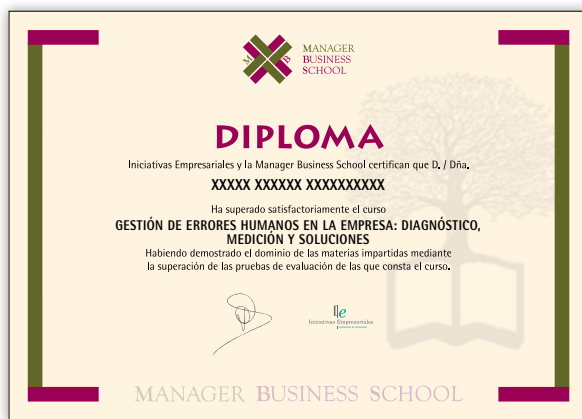 M B
MANAGER
BUSINESS
SCHOOL
DIPLOMA
Iniciativas Empresariales y la Manager Business School certifican que D. / Dña.
XXXXX XXXXXX XXXXXXXXXX
Ha superado satisfactoriamente el curso
GESTIÓN DE ERRORES HUMANOS EN LA EMPRESA: DIAGNÓSTICO,
MEDICIÓN Y SOLUCIONES
Habiendo demostrado el dominio de las materias impartidas mediante
la superación de las pruebas de evaluación de las que consta el curso.
Iniciativas Empresariales
MANAGER BUSINESS SCHOOL